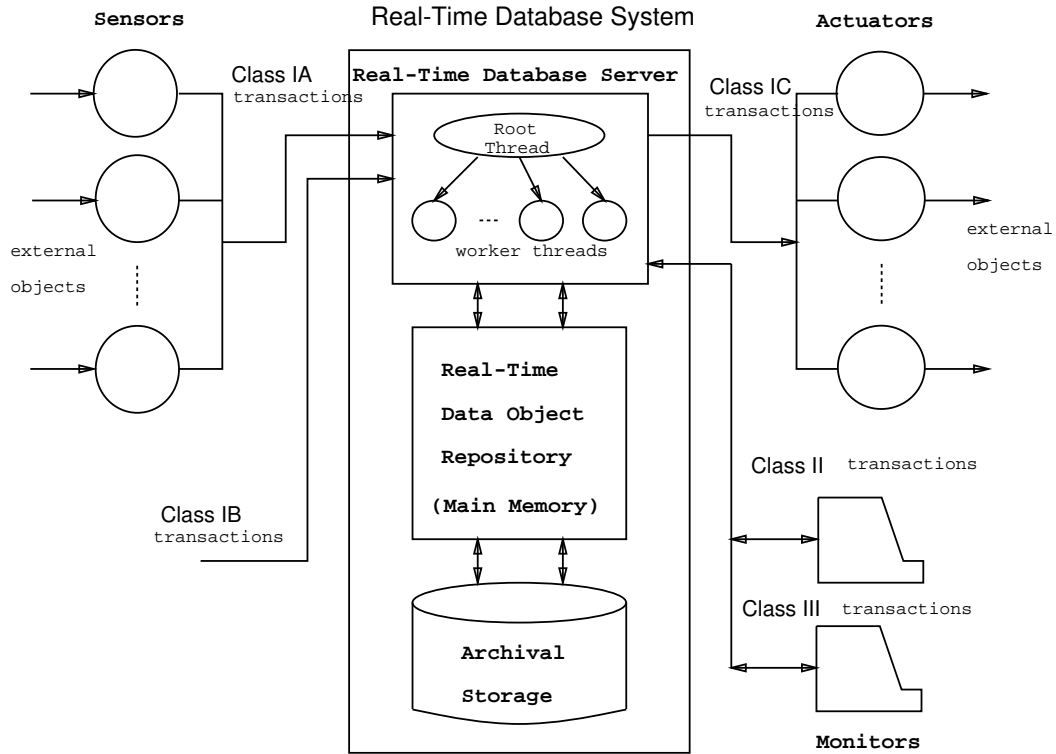 Real-Time Database System
Sensors
Actuators
Class IA
transactions
Real-Time Database Server
Class IC
transactions
Root
Thread
...
worker threads
external
objects
external
objects
Real-Time
Data Object
Repository
(Main Memory)
Class IB
transactions
Class II transactions
Class III transactions
Archival
Storage
Monitors